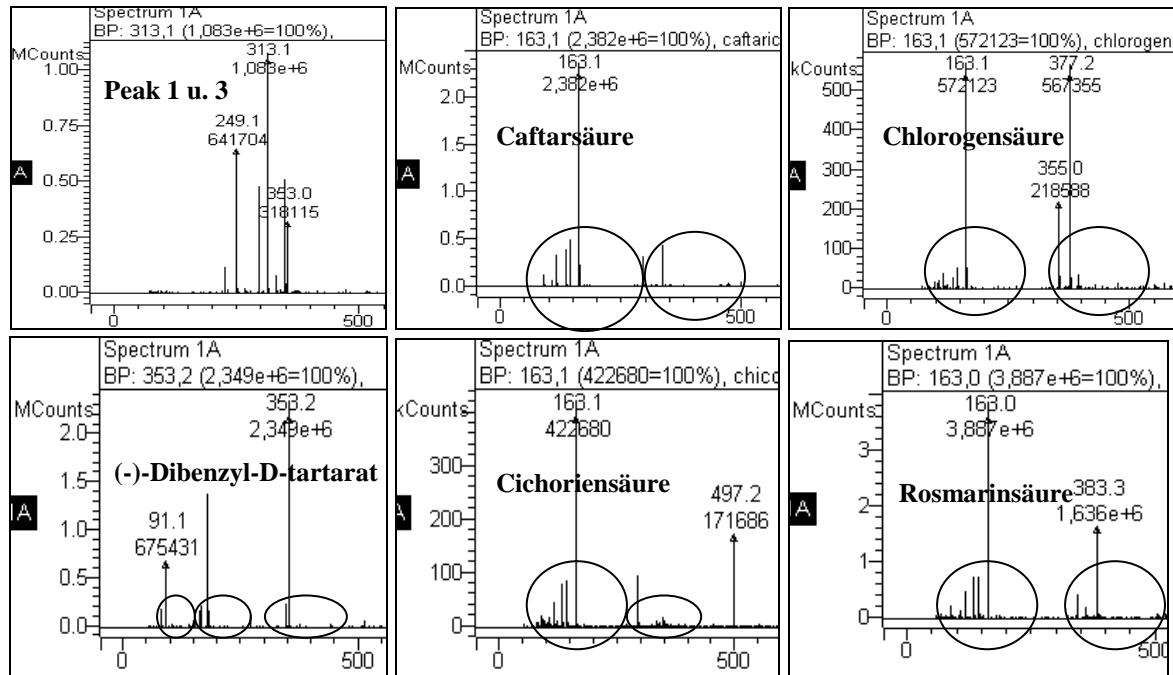 Spectrum 1A
BP: 313,1 (1,083e+6=100%),
MCounts
313.1
1,083e+6
1.00
Peak 1 u. 3
249.1
641704
0.75
A
0.50
353.0
318115
0.25
0.00
0
500
Spectrum 1A
BP: 163,1 (2,382e+6=100%), caftaric
MCounts
163.1
2,382e+6
2.0
1.5
Caftarsäure
1A
1.0
0.5
0.0
0
500
Spectrum 1A
BP: 163,1 (572123=100%), chlorogen
kCounts
163.1
572123
377.2
567355
500
400
Chlorogensäure
A
300
355.0
218588
200
100
0
0
500
Spectrum 1A
BP: 353,2 (2,349e+6=100%),
MCounts
353.2
2,349e+6
2.0
1.5
(-)-Dibenzyl-D-tartarat
1A
1.0
91.1
675431
0.5
0.0
0
500
Spectrum 1A
BP: 163,1 (422680=100%), chicc
kCounts
163.1
422680
300
Cichoriensäure
A
200
497.2
171686
100
0
0
500
Spectrum 1A
BP: 163,0 (3,887e+6=100%),
MCounts
163.0
3,887e+6
3
Rosmarinsäure
1A
2
383.3
1,636e+6
1
0
0
500